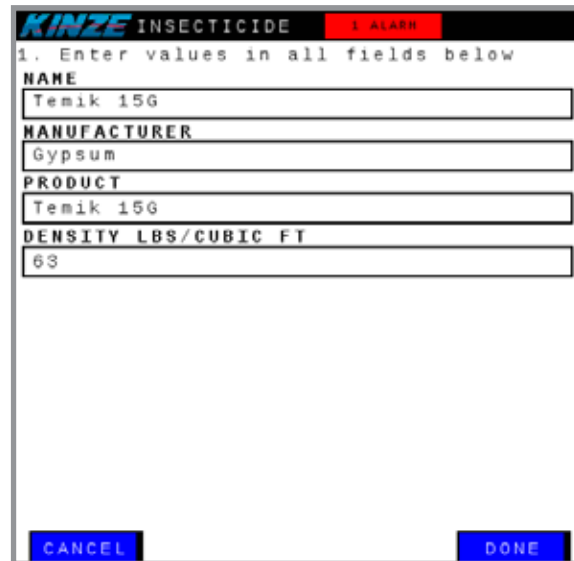 KINZE INSECTICIDE 1 ALARM
1. Enter values in all fields below
NAME
Temik 15G
MANUFACTURER
Gypsum
PRODUCT
Temik 15G
DENSITY LBS/CUBIC FT
63
CANCEL DONE